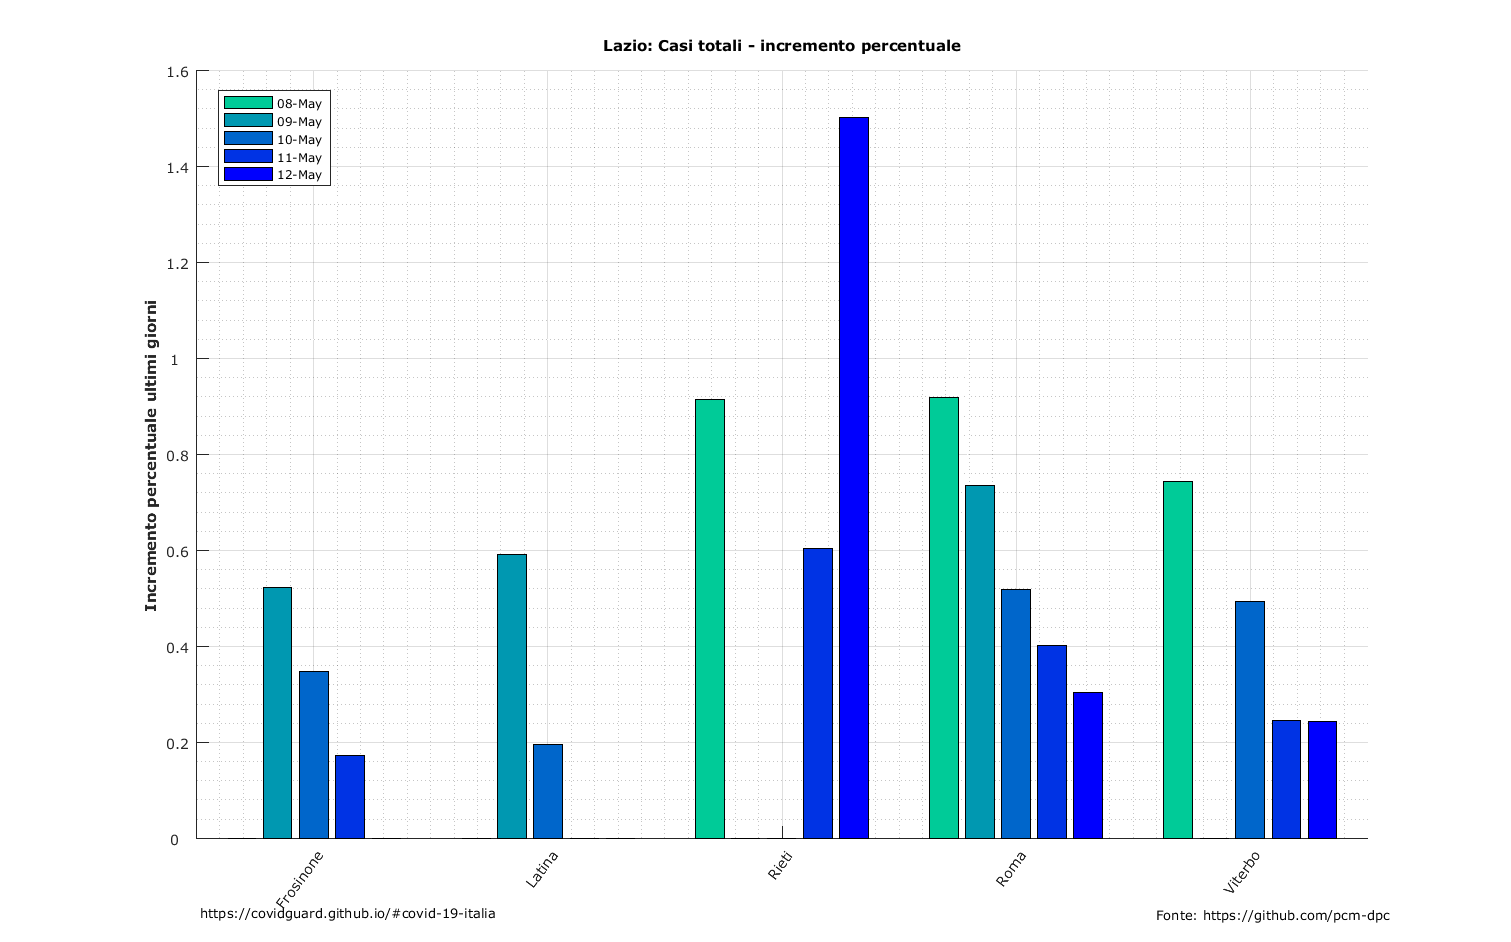 Lazio: Casi totali - incremento percentuale
Incremento percentuale ultimi giorni
1.6
1.4
1.2
1
0.8
0.6
0.4
0.2
0
08-May
09-May
10-May
11-May
12-May
Frosinone
Latina
Rieti
Roma
Viterbo
https://covidguard.github.io/#covid-19-italia
Fonte: https://github.com/pcm-dpc